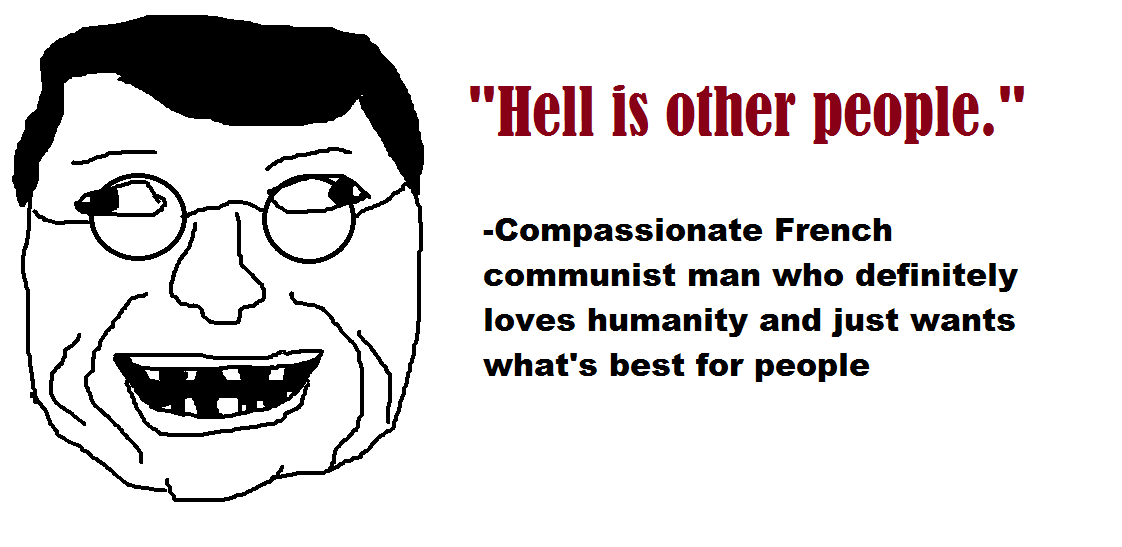 "Hell is other people."
-Compassionate French
communist man who definitely
loves humanity and just wants
what's best for people